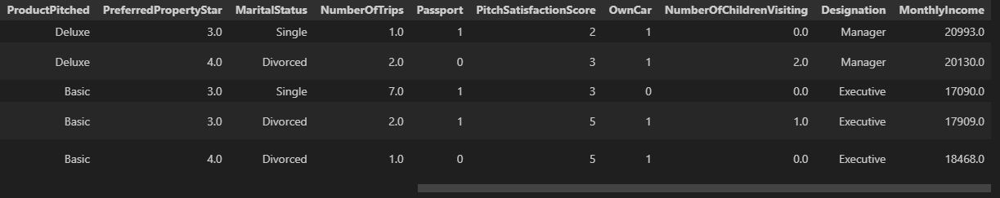 ProductPitched PreferredPropertyStar MaritalStatus NumberOfTrips Passport PitchSatisfactionScore OwnCar NumberOfChildrenVisiting Designation MonthlyIncome
Deluxe 3.0 Single 1.0 1 2 1 0.0 Manager 20993.0
Deluxe 4.0 Divorced 2.0 0 3 1 2.0 Manager 20130.0
Basic 3.0 Single 7.0 1 3 0 0.0 Executive 17090.0
Basic 3.0 Divorced 2.0 1 5 1 1.0 Executive 17909.0
Basic 4.0 Divorced 1.0 0 5 1 0.0 Executive 18468.0